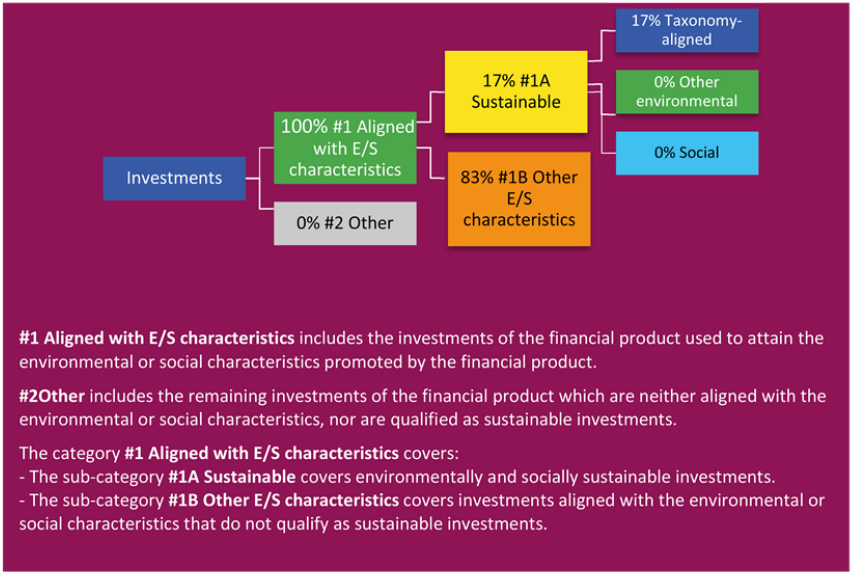 17% Taxonomy-
aligned
17% #1A
Sustainable
0% Other
environmental
100% #1 Aligned
with E/S
characteristics
0% Social
Investments
83% #1B Other
E/S
characteristics
0% #2 Other
#1 Aligned with E/S characteristics includes the investments of the financial product used to attain the
environmental or social characteristics promoted by the financial product.
#2Other includes the remaining investments of the financial product which are neither aligned with the
environmental or social characteristics, nor are qualified as sustainable investments.
The category #1 Aligned with E/S characteristics covers:
- The sub-category #1A Sustainable covers environmentally and socially sustainable investments.
- The sub-category #1B Other E/S characteristics covers investments aligned with the environmental or
social characteristics that do not qualify as sustainable investments.